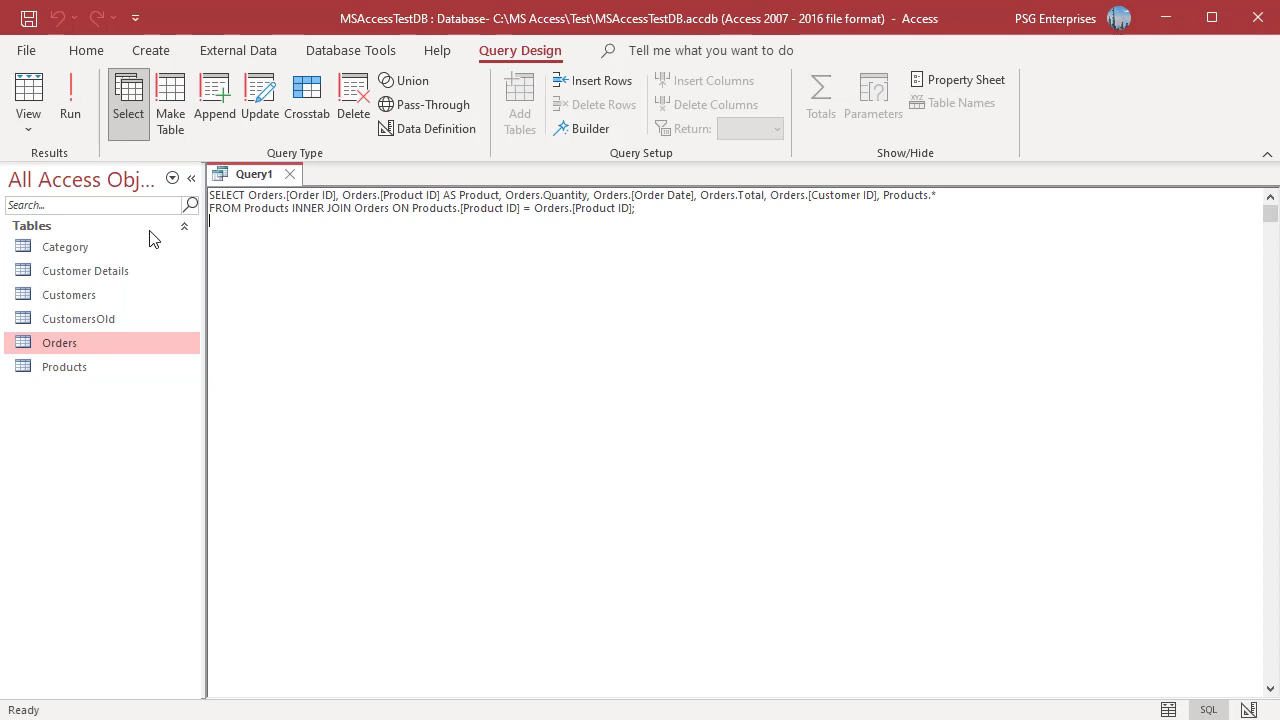 MSAccessTestDB : Database- C:\MS Access\Test\MSAccessTestDB.accdb (Access 2007 - 2016 file format) - Access
PSG Enterprises
File Home Create External Data Database Tools Help Query Design Tell me what you want to do
View
Run
Results
Select
Make Table
Append
Update
Crosstab
Delete
Union
Pass-Through
Data Definition
Query Type
Add Tables
Insert Rows
Delete Rows
Builder
Insert Columns
Delete Columns
Return:
Query Setup
Totals
Parameters
Property Sheet
Table Names
Show/Hide
All Access Obj...
Search...
Tables
Category
Customer Details
Customers
CustomersOld
Orders
Products
Query1
SELECT Orders.[Order ID], Orders.[Product ID] AS Product, Orders.Quantity, Orders.[Order Date], Orders.Total, Orders.[Customer ID], Products.*
FROM Products INNER JOIN Orders ON Products.[Product ID] = Orders.[Product ID];
Ready
SQL